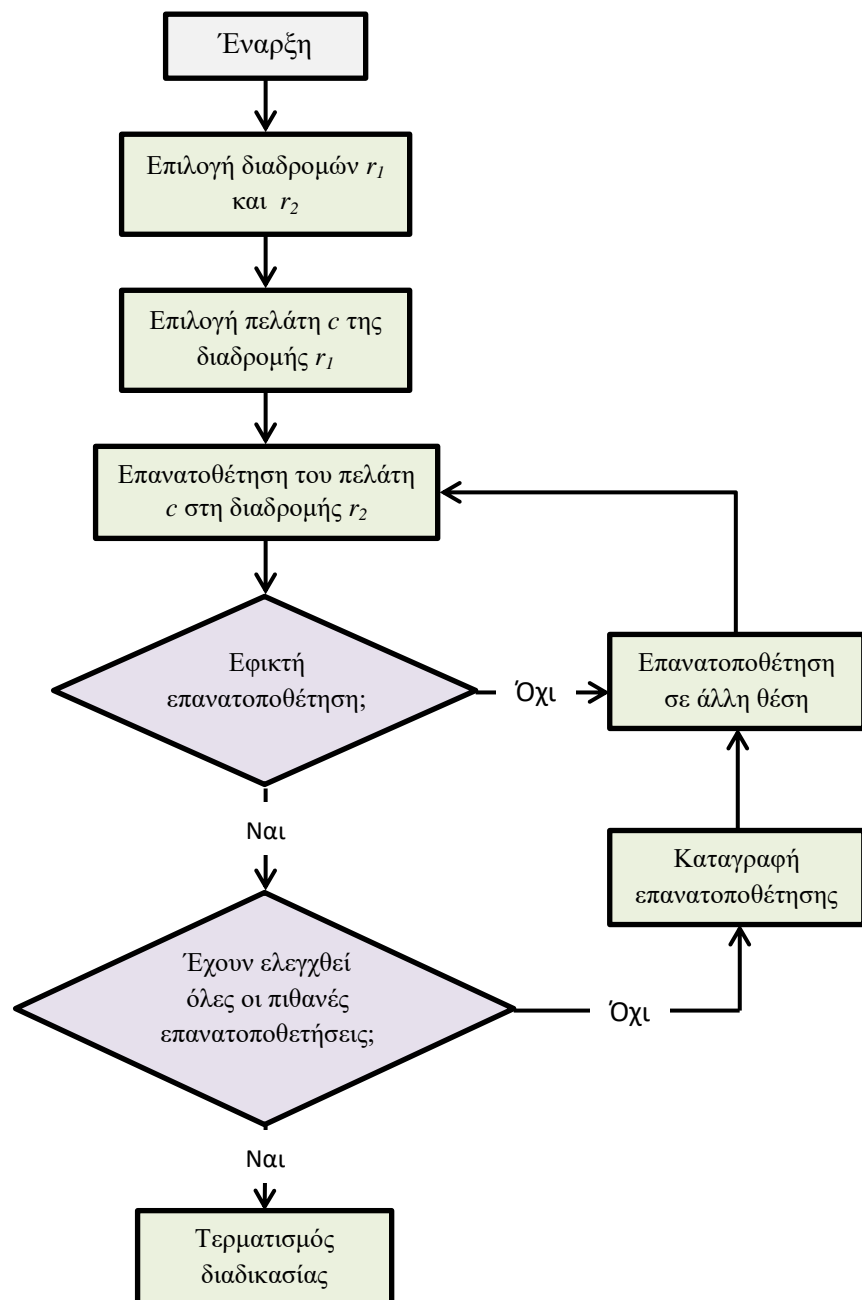 Έναρξη
Επιλογή διαδρομών r₁
και r₂
Επιλογή πελάτη c της
διαδρομής r₁
Επανατοθέτηση του πελάτη
c στη διαδρομής r₂
Εφικτή
επανατοποθέτηση;
Όχι
Επανατοποθέτηση
σε άλλη θέση
Ναι
Καταγραφή
επανατοποθέτησης
Έχουν ελεγχθεί
όλες οι πιθανές
επανατοποθετήσεις;
Όχι
Ναι
Τερματισμός
διαδικασίας